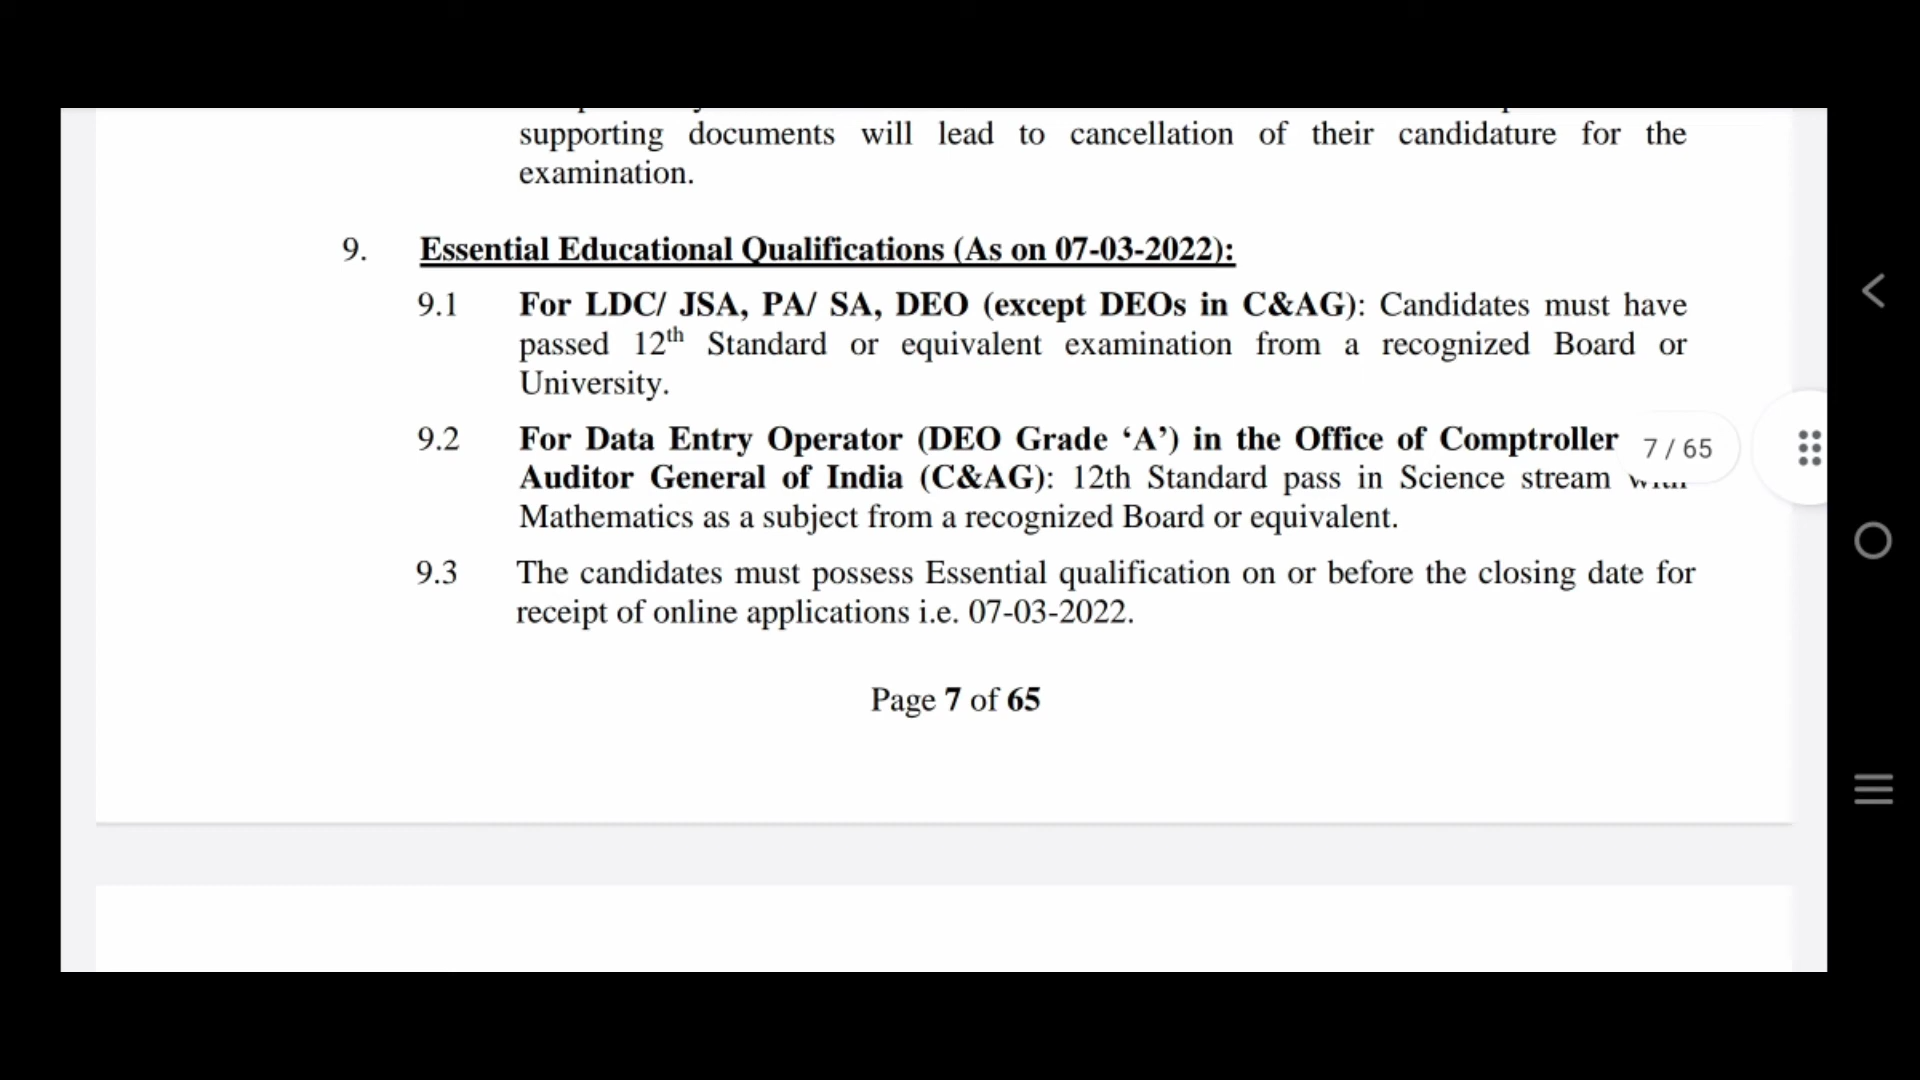 supporting documents will lead to cancellation of their candidature for the
examination.
9. Essential Educational Qualifications (As on 07-03-2022):
9.1 For LDC/ JSA, PA/ SA, DEO (except DEOs in C&AG): Candidates must have
passed 12th Standard or equivalent examination from a recognized Board or
University.
9.2 For Data Entry Operator (DEO Grade ‘A’) in the Office of Comptroller
7 / 65
Auditor General of India (C&AG): 12th Standard pass in Science stream
Mathematics as a subject from a recognized Board or equivalent.
9.3 The candidates must possess Essential qualification on or before the closing date for
receipt of online applications i.e. 07-03-2022.
Page 7 of 65